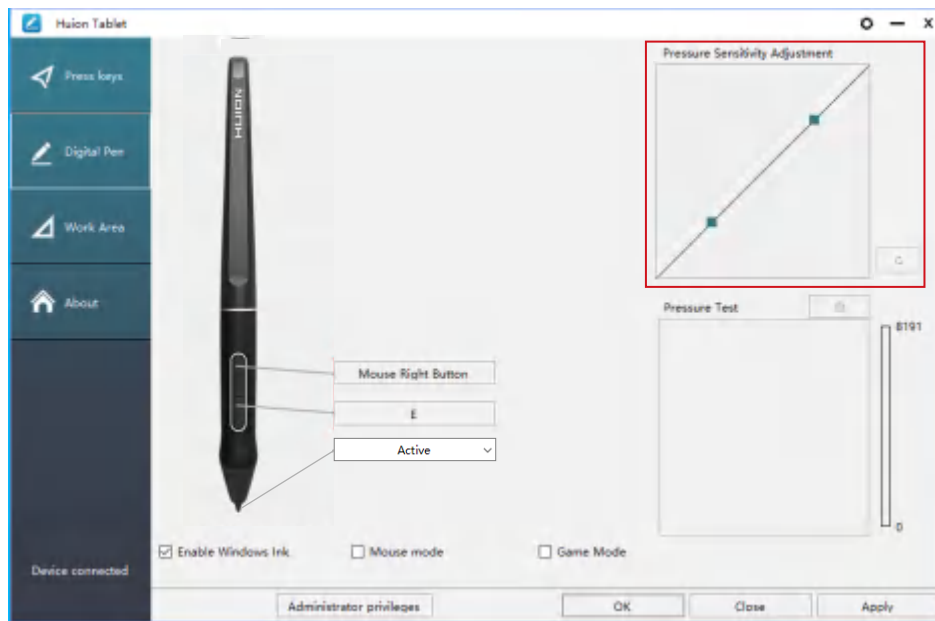 Huion Tablet
Press keys
Digital Pen
Work Area
About
Device connected
HUION
Mouse Right Button
E
Active
Enable Windows Ink
Mouse mode
Game Mode
Pressure Sensitivity Adjustment
Pressure Test
8191
0
Administrator privileges
OK
Close
Apply